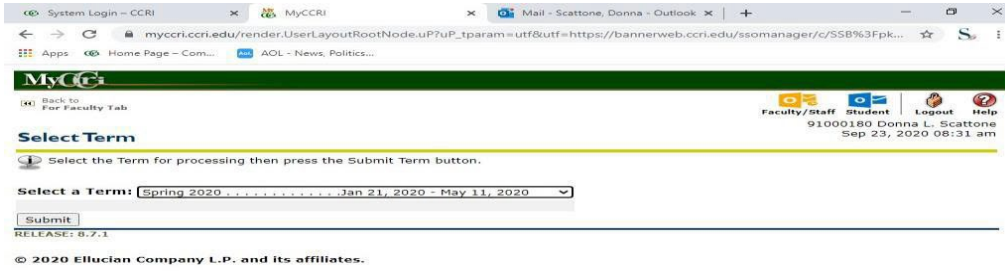 System Login – CCRI
MyCCRI
Mail - Scattone, Donna - Outlook
myccri.ccri.edu/render.UserLayoutRootNode.uP?uP_tparam=utf&utf=https://bannerweb.ccri.edu/ssomanager/c/SSB%3Fpk...
Apps Home Page – Com... AOL - News, Politics...
MyCCRi
Back to
For Faculty Tab
Faculty/Staff Student Logout Help
91000180 Donna L. Scattone
Sep 23, 2020 08:31 am
Select Term
Select the Term for processing then press the Submit Term button.
Select a Term: Spring 2020 . . . . . . . . . . . . . .Jan 21, 2020 - May 11, 2020
Submit
RELEASE: 8.7.1
© 2020 Ellucian Company L.P. and its affiliates.